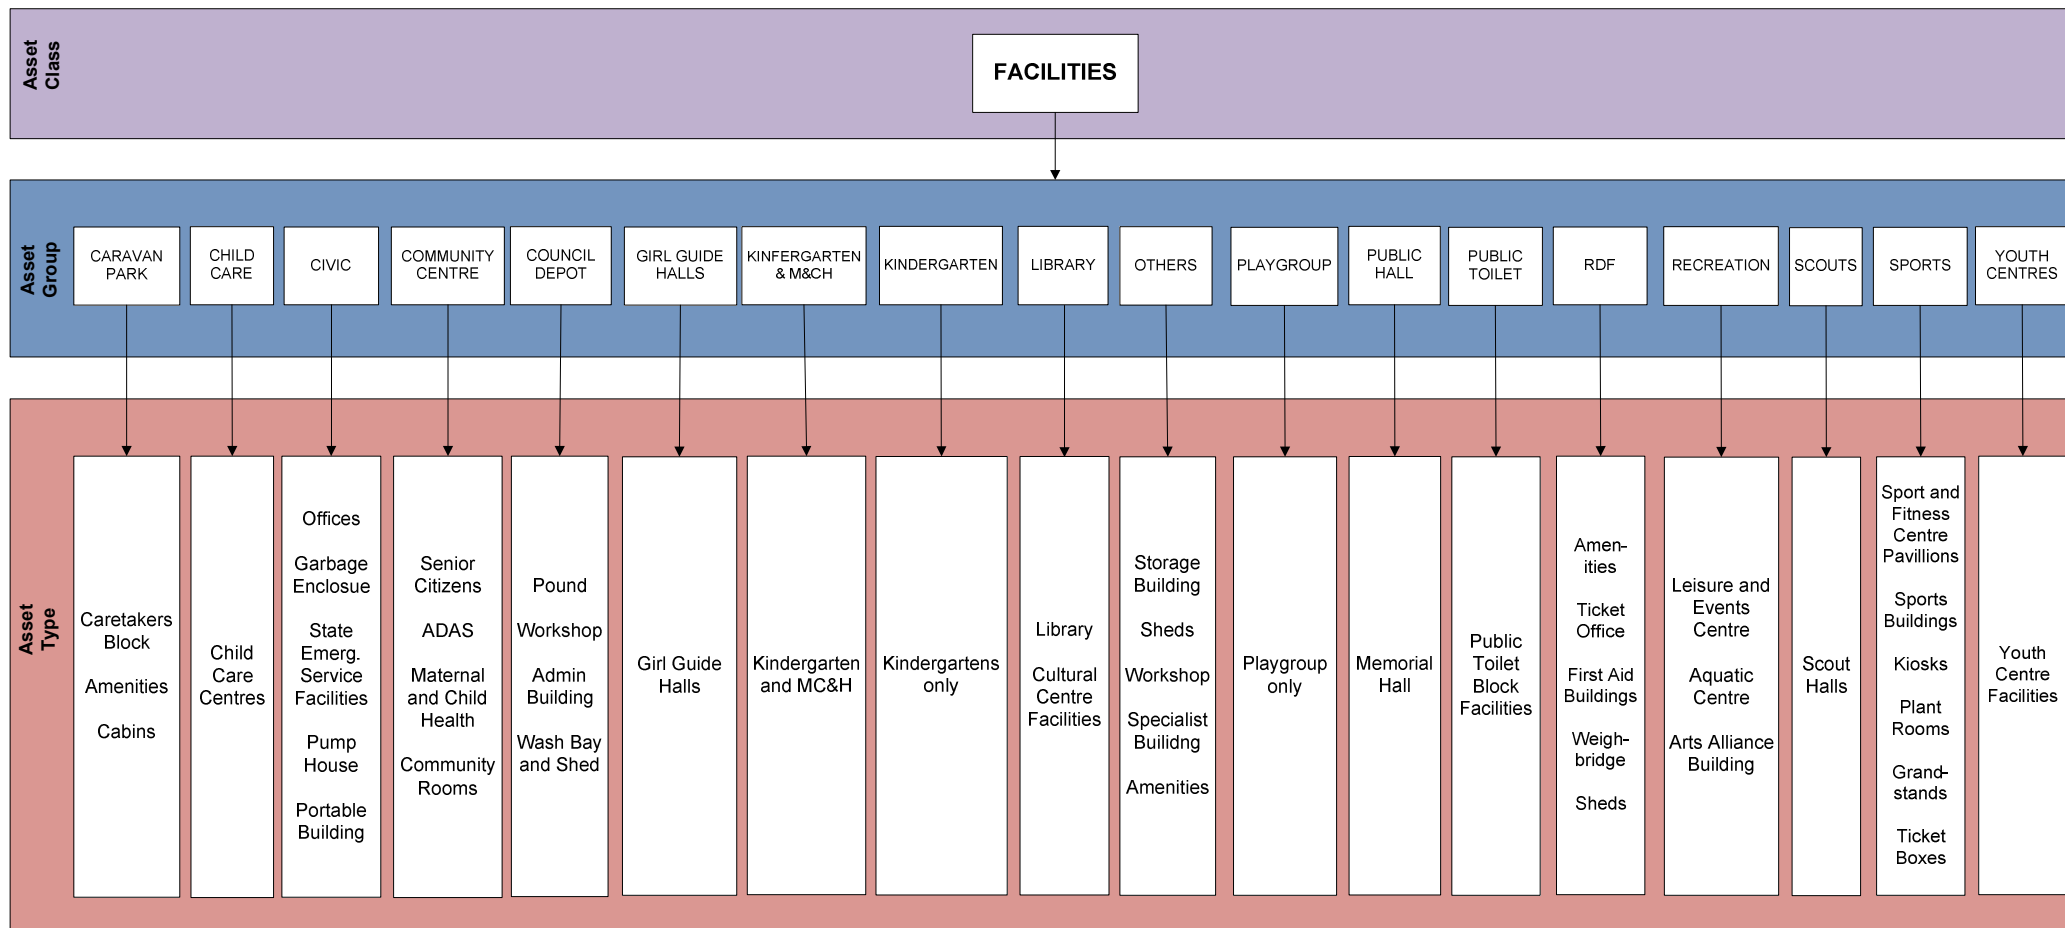 Asset
Class
FACILITIES
Asset
Group
CARAVAN
PARK
CHILD
CARE
CIVIC
COMMUNITY
CENTRE
COUNCIL
DEPOT
GIRL GUIDE
HALLS
KINFERGARTEN
& M&CH
KINDERGARTEN
LIBRARY
OTHERS
PLAYGROUP
PUBLIC
HALL
PUBLIC
TOILET
RDF
RECREATION
SCOUTS
SPORTS
YOUTH
CENTRES
Asset
Type
Caretakers
Block
Amenities
Cabins
Child
Care
Centres
Offices
Garbage
Enclosue
State
Emerg.
Service
Facilities
Pump
House
Portable
Building
Senior
Citizens
ADAS
Maternal
and Child
Health
Community
Rooms
Pound
Workshop
Admin
Building
Wash Bay
and Shed
Girl Guide
Halls
Kindergarten
and MC&H
Kindergartens
only
Library
Cultural
Centre
Facilities
Storage
Building
Sheds
Workshop
Specialist
Builidng
Amenities
Playgroup
only
Memorial
Hall
Public
Toilet
Block
Facilities
Amen-
ities
Ticket
Office
First Aid
Buildings
Weigh-
bridge
Sheds
Leisure and
Events
Centre
Aquatic
Centre
Arts Alliance
Building
Scout
Halls
Sport and
Fitness
Centre
Pavillions
Sports
Buildings
Kiosks
Plant
Rooms
Grand-
stands
Ticket
Boxes
Youth
Centre
Facilities